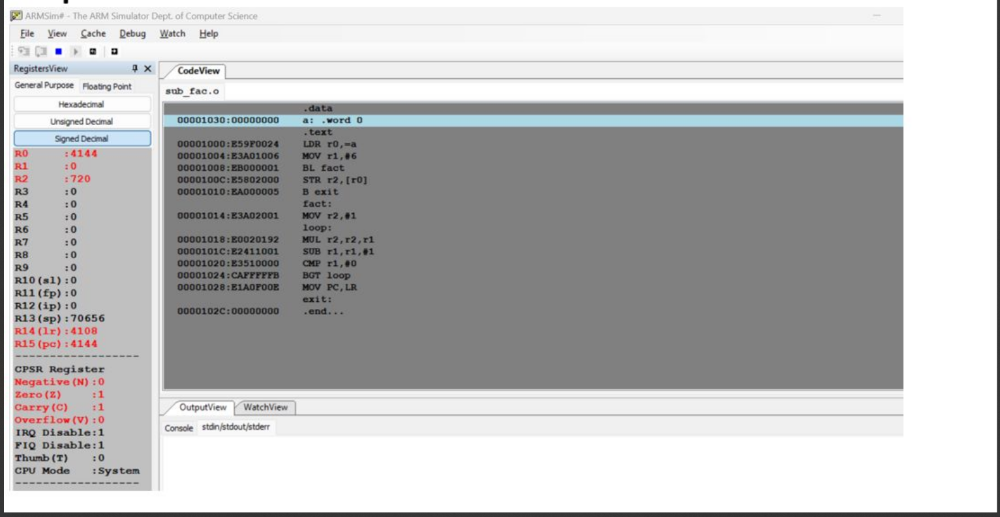 ARMSim# - The ARM Simulator Dept. of Computer Science
File View Cache Debug Watch Help
RegistersView
General Purpose Floating Point
Hexadecimal
Unsigned Decimal
Signed Decimal
R0 :4144
R1 :0
R2 :720
R3 :0
R4 :0
R5 :0
R6 :0
R7 :0
R8 :0
R9 :0
R10(sl):0
R11(fp):0
R12(ip):0
R13(sp):70656
R14(lr):4108
R15(pc):4144
-------------------
CPSR Register
Negative(N):0
Zero(Z) :1
Carry(C) :1
Overflow(V):0
IRQ Disable:1
FIQ Disable:1
Thumb(T) :0
CPU Mode :System
-------------------
CodeView
sub_fac.o
.data
00001030:00000000 a: .word 0
.text
00001000:E59F0024 LDR r0,=a
00001004:E3A01006 MOV r1,#6
00001008:EB000001 BL fact
0000100C:E5802000 STR r2,[r0]
00001010:EA000005 B exit
fact:
00001014:E3A02001 MOV r2,#1
loop:
00001018:E0020192 MUL r2,r2,r1
0000101C:E2411001 SUB r1,r1,#1
00001020:E3510000 CMP r1,#0
00001024:CAFFFFFB BGT loop
00001028:E1A0F00E MOV PC,LR
exit:
0000102C:00000000 .end...
OutputView WatchView
Console stdin/stdout/stderr